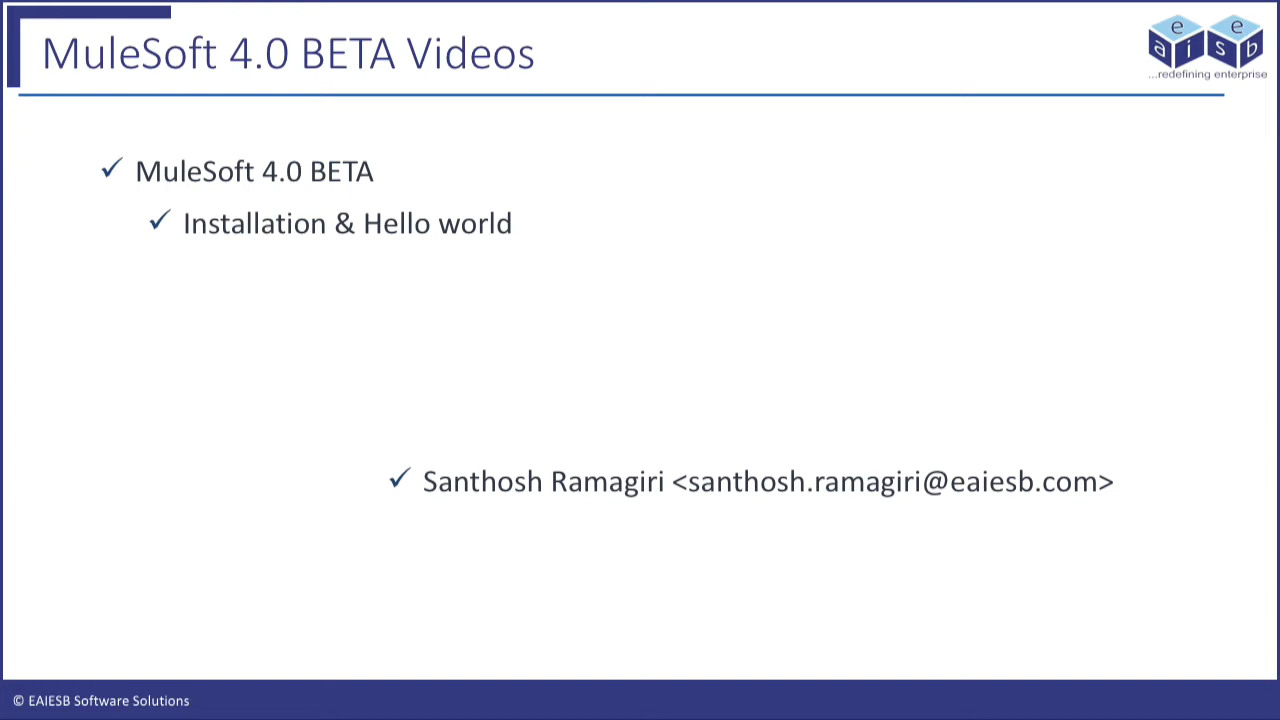 MuleSoft 4.0 BETA Videos
e e
a i s b
...redefining enterprise
✓ MuleSoft 4.0 BETA
✓ Installation & Hello world
✓ Santhosh Ramagiri <santhosh.ramagiri@eaiesb.com>
© EAIESB Software Solutions